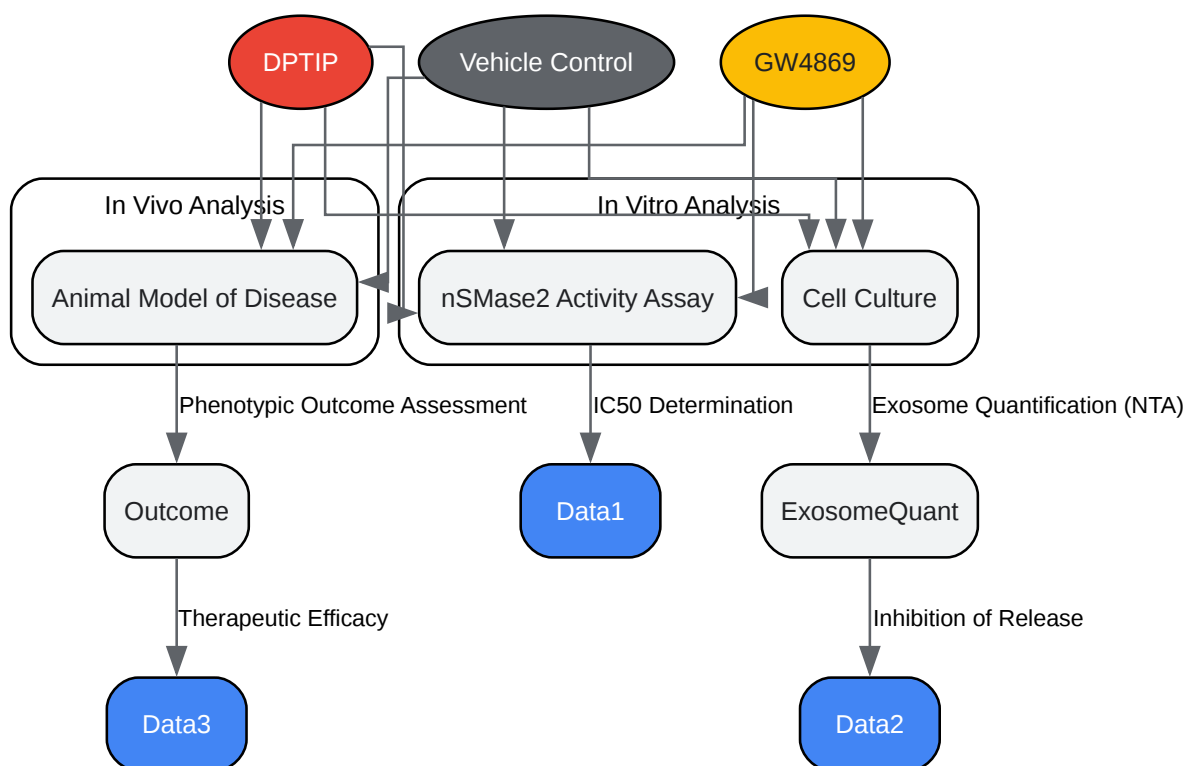 DPTIP
Vehicle Control
GW4869
In Vivo Analysis
In Vitro Analysis
Animal Model of Disease
nSMase2 Activity Assay
Cell Culture
Phenotypic Outcome Assessment
IC50 Determination
Exosome Quantification (NTA)
Outcome
Data1
ExosomeQuant
Therapeutic Efficacy
Inhibition of Release
Data3
Data2